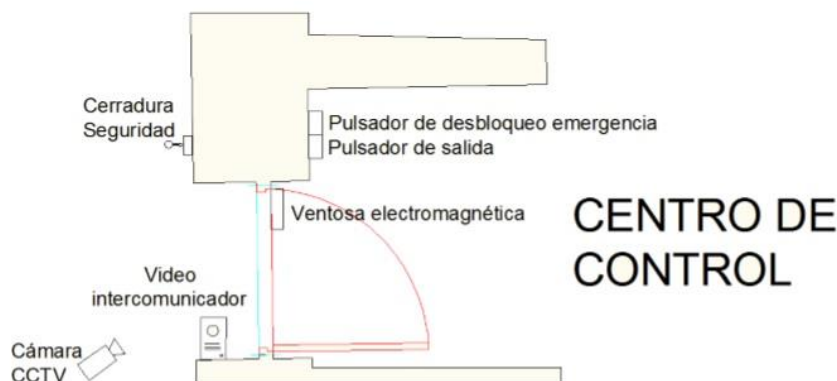 Cerradura
Seguridad
Pulsador de desbloqueo emergencia
Pulsador de salida
Ventosa electromagnética
CENTRO DE
CONTROL
Video
intercomunicador
Cámara
CCTV